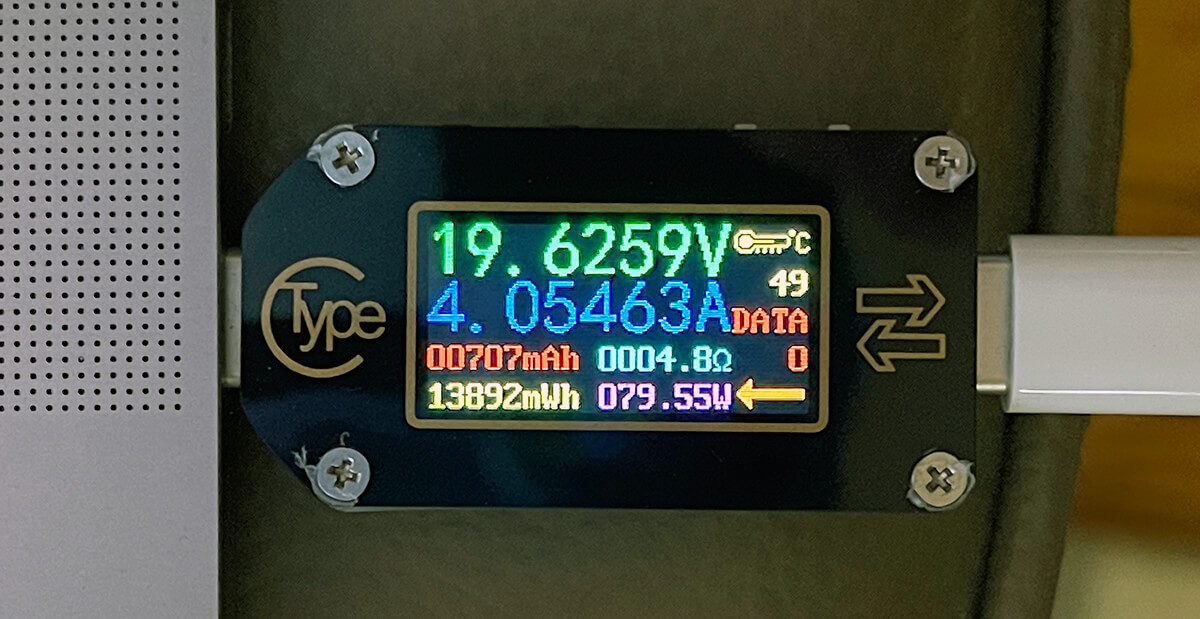 Type
19.6259V °C
49
4.05463A DATA
00707mAh 0004.8Ω 0
13892mWh 079.55W